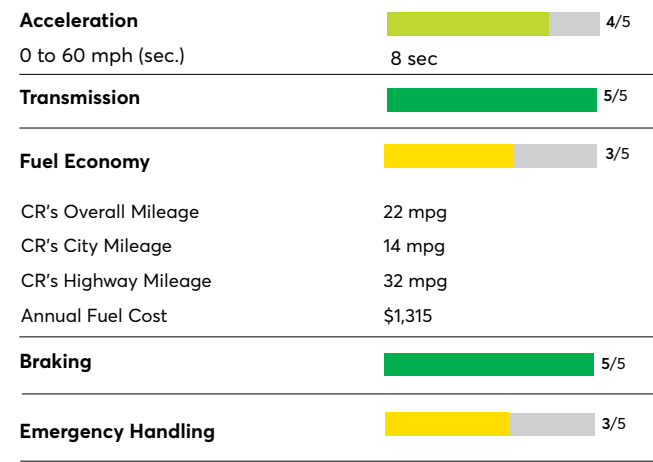 Acceleration 4/5
0 to 60 mph (sec.) 8 sec
Transmission 5/5
Fuel Economy 3/5
CR's Overall Mileage 22 mpg
CR's City Mileage 14 mpg
CR's Highway Mileage 32 mpg
Annual Fuel Cost $1,315
Braking 5/5
Emergency Handling 3/5